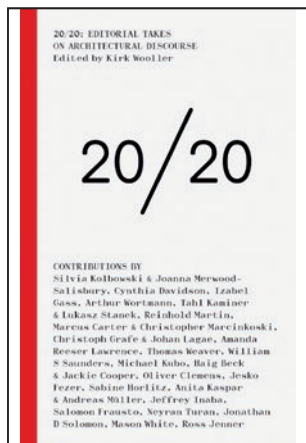 20/20: EDITORIAL TAKES
ON ARCHITECTURAL DISCOURSE
Edited by Kirk Wooller
20/20
CONTRIBUTIONS BY
Silvia Kolbowski & Joanna Merwood-
Salisbury, Cynthia Davidson, Izabel
Gass, Arthur Wortmann, Tahl Kaminer
& Lukasz Stanek, Reinhold Martin,
Marcus Carter & Christopher Marcinkoski,
Christoph Grafe & Johan Lagae, Amanda
Reeser Lawrence, Thomas Weaver, William
S Saunders, Michael Kubo, Haig Beck
& Jackie Cooper, Oliver Clemens, Jesko
Fezer, Sabine Horlitz, Anita Kaspar
& Andreas Müller, Jeffrey Inaba,
Salomon Frausto, Neyran Turan, Jonathan
D Solomon, Mason White, Ross Jenner